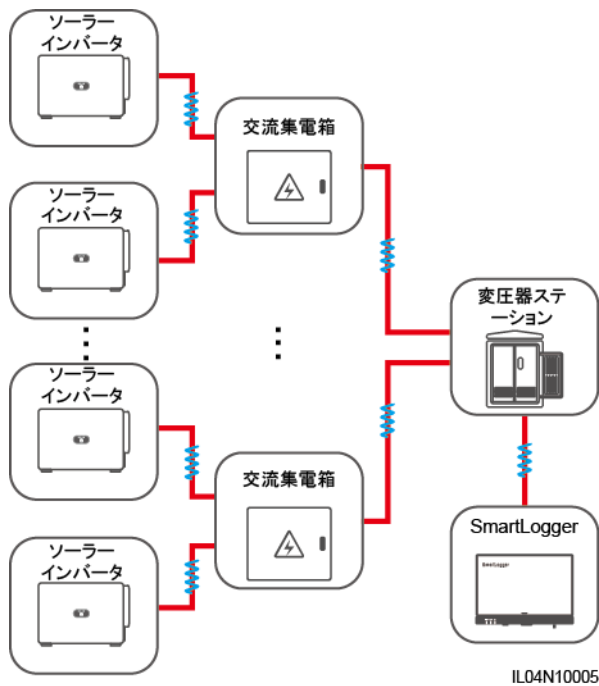 ソーラー
インバータ
交流集電箱
ソーラー
インバータ
変圧器ステ
ーション
ソーラー
インバータ
交流集電箱
SmartLogger
SmartLogger
ソーラー
インバータ
IL04N10005